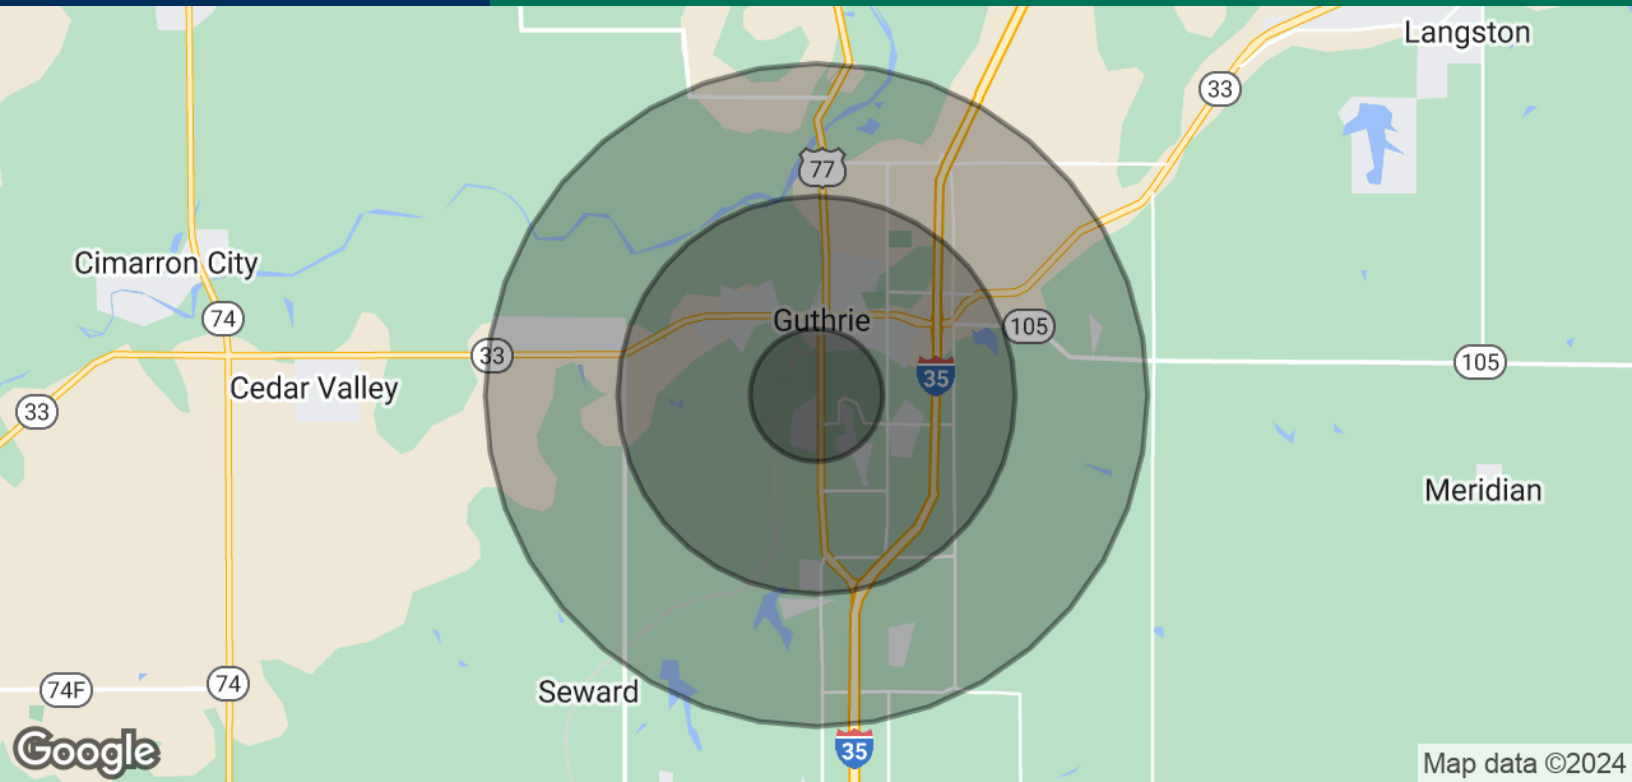 Langston
33
77
Cimarron City
74
Guthrie
105
33
105
35
Cedar Valley
33
Meridian
74F
74
Seward
Google
35
Map data ©2024